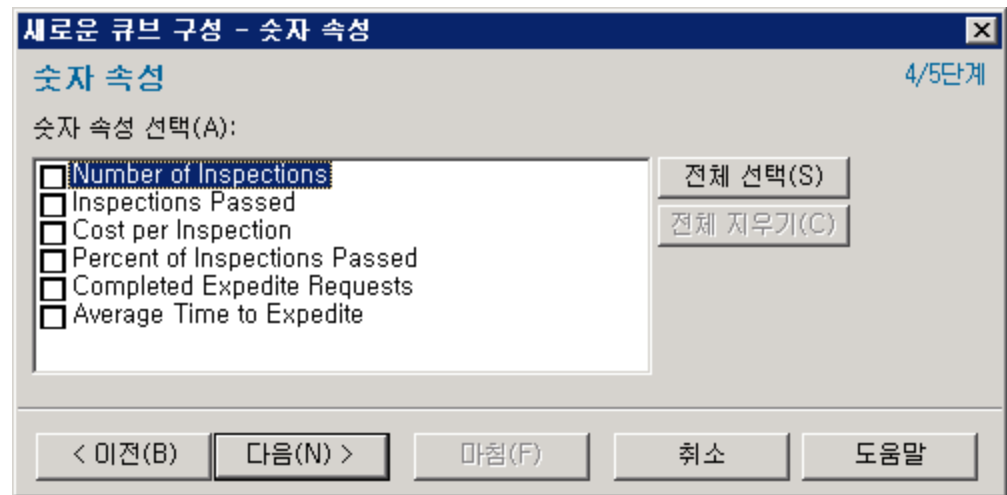 새로운 큐브 구성 - 숫자 속성
숫자 속성
4/5단계
숫자 속성 선택(A):
Number of Inspections
Inspections Passed
Cost per Inspection
Percent of Inspections Passed
Completed Expedite Requests
Average Time to Expedite
전체 선택(S)
전체 지우기(C)
< 이전(B)
다음(N) >
마침(F)
취소
도움말